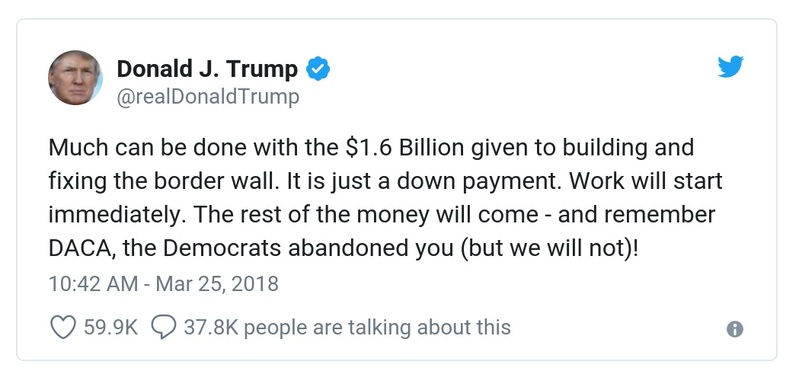 Donald J. Trump
@realDonaldTrump
Much can be done with the $1.6 Billion given to building and
fixing the border wall. It is just a down payment. Work will start
immediately. The rest of the money will come - and remember
DACA, the Democrats abandoned you (but we will not)!
10:42 AM - Mar 25, 2018
59.9K 37.8K people are talking about this